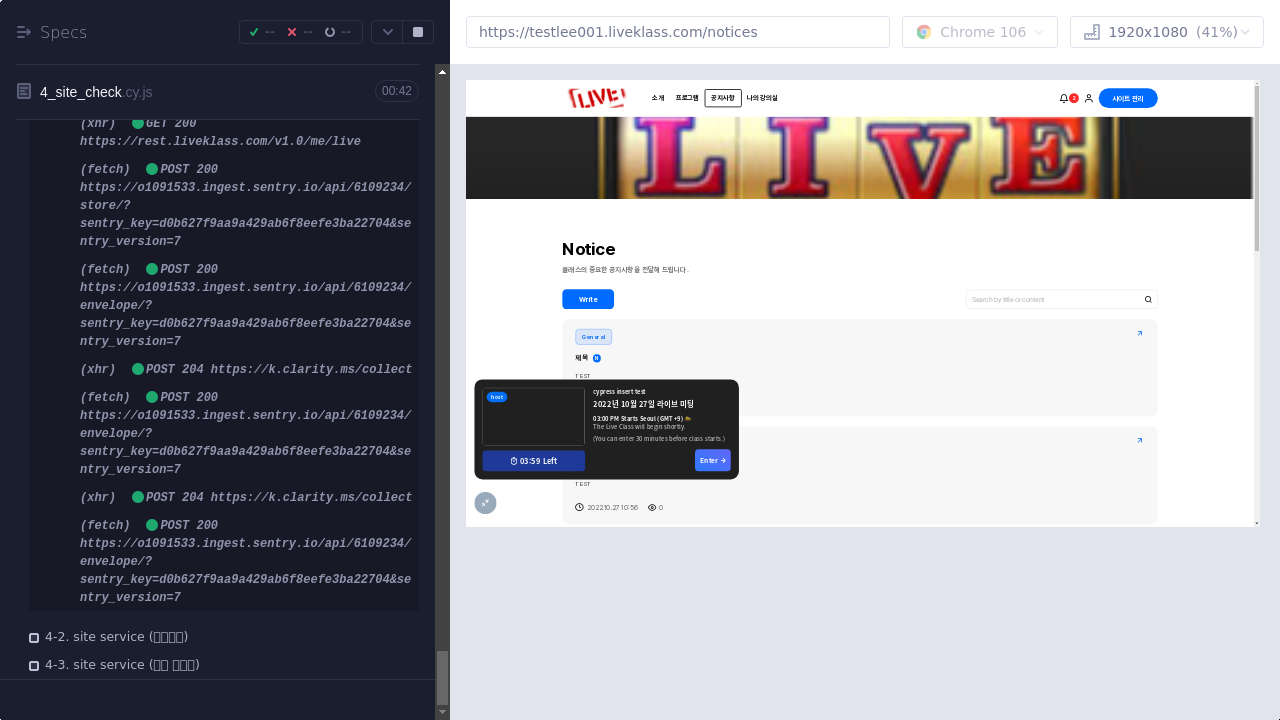 Specs
--
--
--
4_site_check.cy.js
00:42
(xhr) GET 200
https://rest.liveklass.com/v1.0/me/live
(fetch) POST 200
https://o1091533.ingest.sentry.io/api/6109234/
store/?
sentry_key=d0b627f9aa9a429ab6f8eefe3ba22704&se
ntry_version=7
(fetch) POST 200
https://o1091533.ingest.sentry.io/api/6109234/
envelope/?
sentry_key=d0b627f9aa9a429ab6f8eefe3ba22704&se
ntry_version=7
(xhr) POST 204 https://k.clarity.ms/collect
(fetch) POST 200
https://o1091533.ingest.sentry.io/api/6109234/
envelope/?
sentry_key=d0b627f9aa9a429ab6f8eefe3ba22704&se
ntry_version=7
(xhr) POST 204 https://k.clarity.ms/collect
(fetch) POST 200
https://o1091533.ingest.sentry.io/api/6109234/
envelope/?
sentry_key=d0b627f9aa9a429ab6f8eefe3ba22704&se
ntry_version=7
4-2. site service (□□□□)
4-3. site service (□□ □□□)
https://testlee001.liveklass.com/notices
Chrome 106
1920x1080 (41%)
LIVE!
소개 프로그램 공지사항 나의 강의실
2
사이트 관리
LIVE
Notice
클래스의 중요한 공지사항을 전달해 드립니다.
Write
Search by title or content
General
제목
TEST
host
cypress insert test
2022년 10월 27일 라이브 미팅
03:00 PM Starts Seoul (GMT +9)
The Live Class will begin shortly.
(You can enter 30 minutes before class starts.)
03:59 Left
Enter →
TEST
2022.10.27 10:56 0